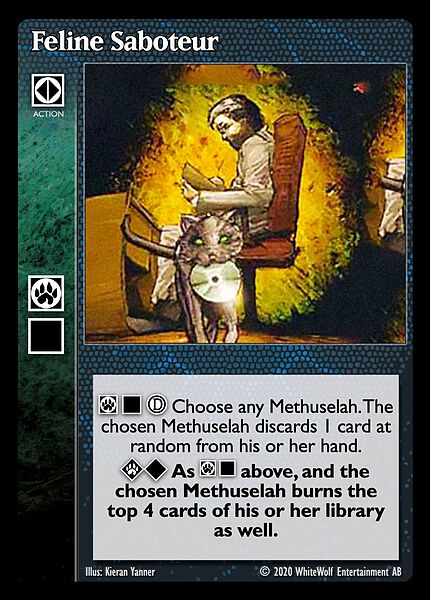 Feline Saboteur
ACTION
D Choose any Methuselah. The
chosen Methuselah discards 1 card at
random from his or her hand.
As above, and the
chosen Methuselah burns the
top 4 cards of his or her library
as well.
Illus: Kieran Yanner © 2020 WhiteWolf Entertainment AB